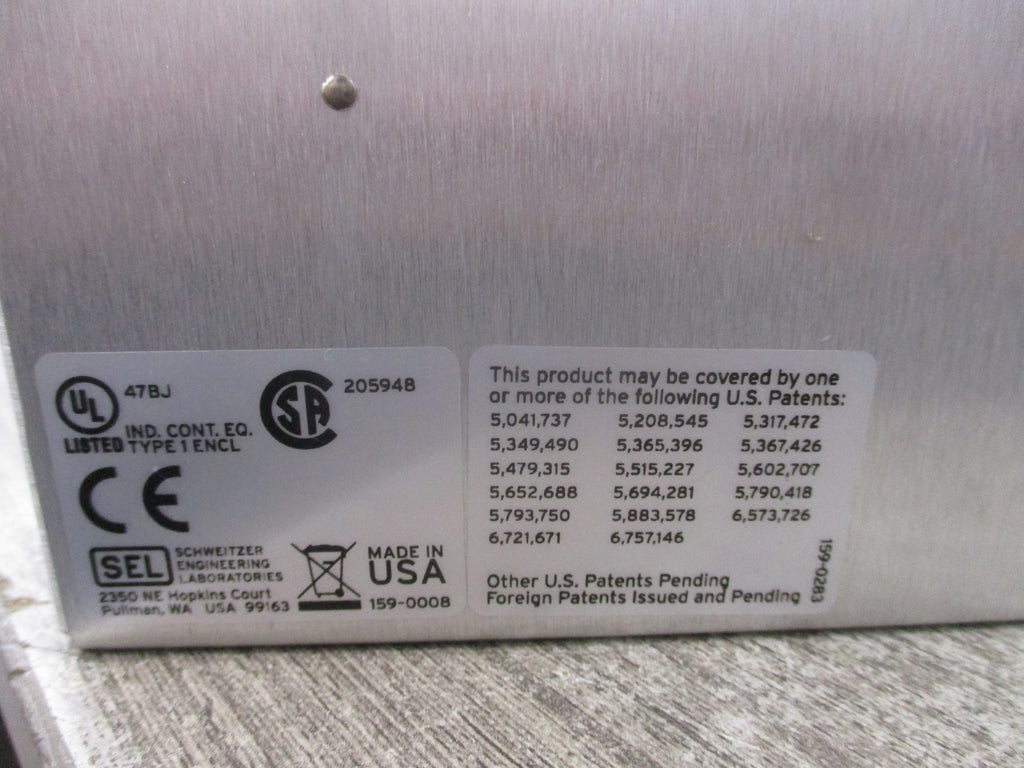 UL 47BJ
LISTED IND. CONT. EQ.
TYPE 1 ENCL
SA 205948
CE
SEL SCHWEITZER
ENGINEERING
LABORATORIES
2350 NE Hopkins Court
Pullman, WA USA 99163
MADE IN
USA
159-0008
This product may be covered by one
or more of the following U.S. Patents:
5,041,737 5,208,545 5,317,472
5,349,490 5,365,396 5,367,426
5,479,315 5,515,227 5,602,707
5,652,688 5,694,281 5,790,418
5,793,750 5,883,578 6,573,726
6,721,671 6,757,146
Other U.S. Patents Pending
Foreign Patents Issued and Pending
159-0283